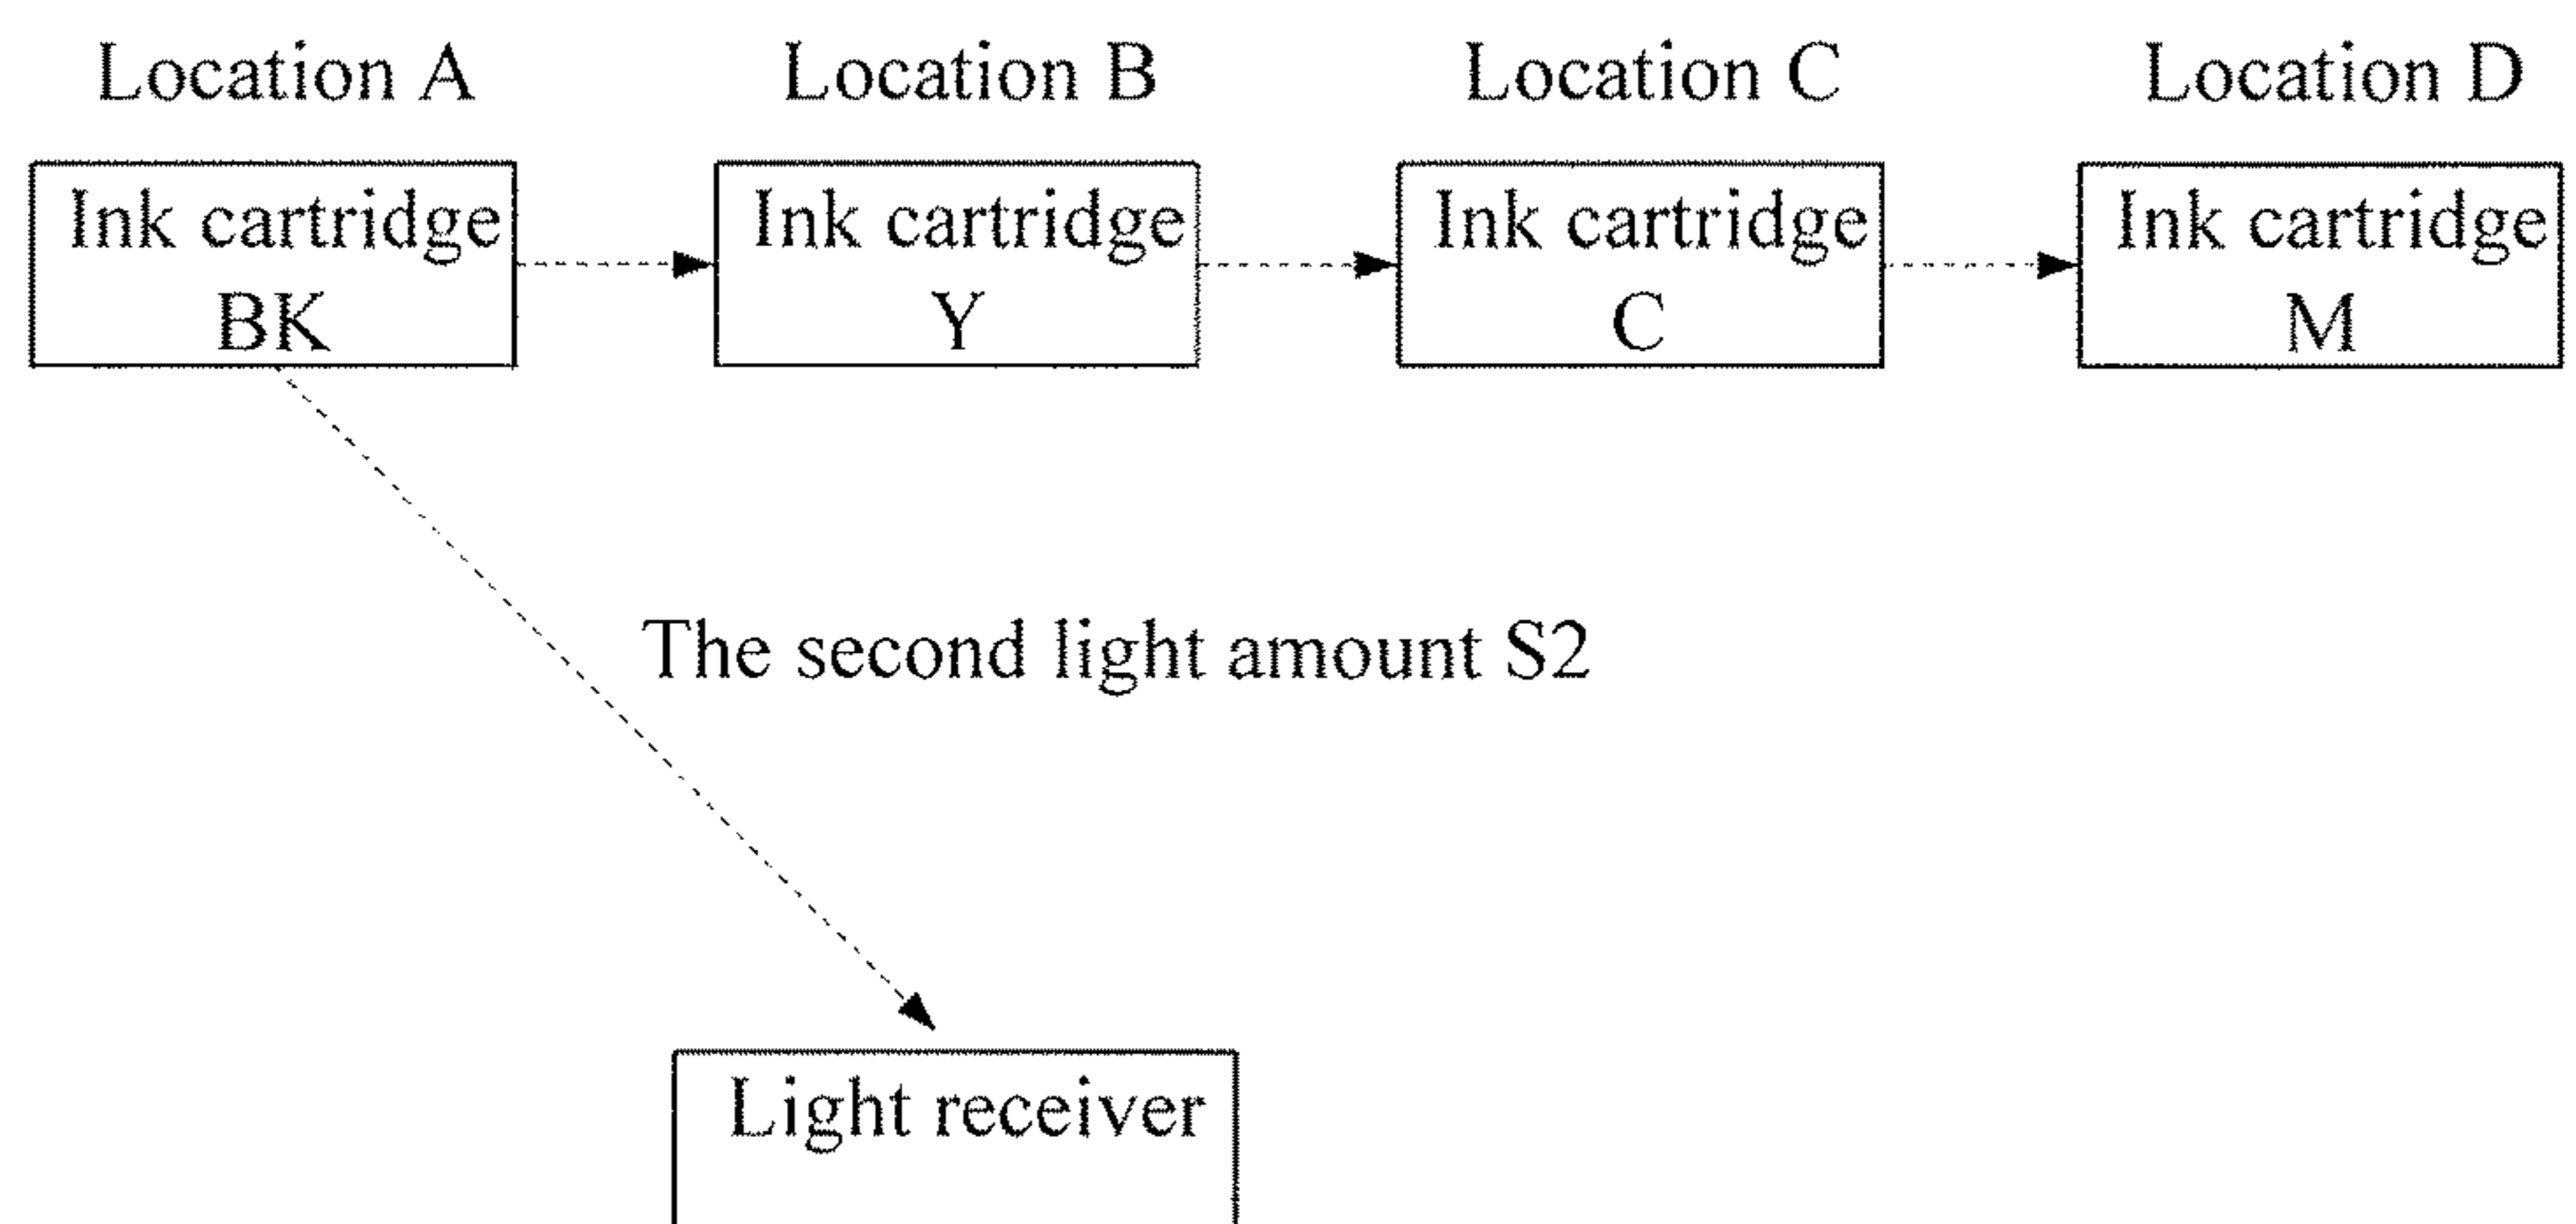 Location A
Location B
Location C
Location D
Ink cartridge
BK
Ink cartridge
Y
Ink cartridge
C
Ink cartridge
M
The second light amount S2
Light receiver